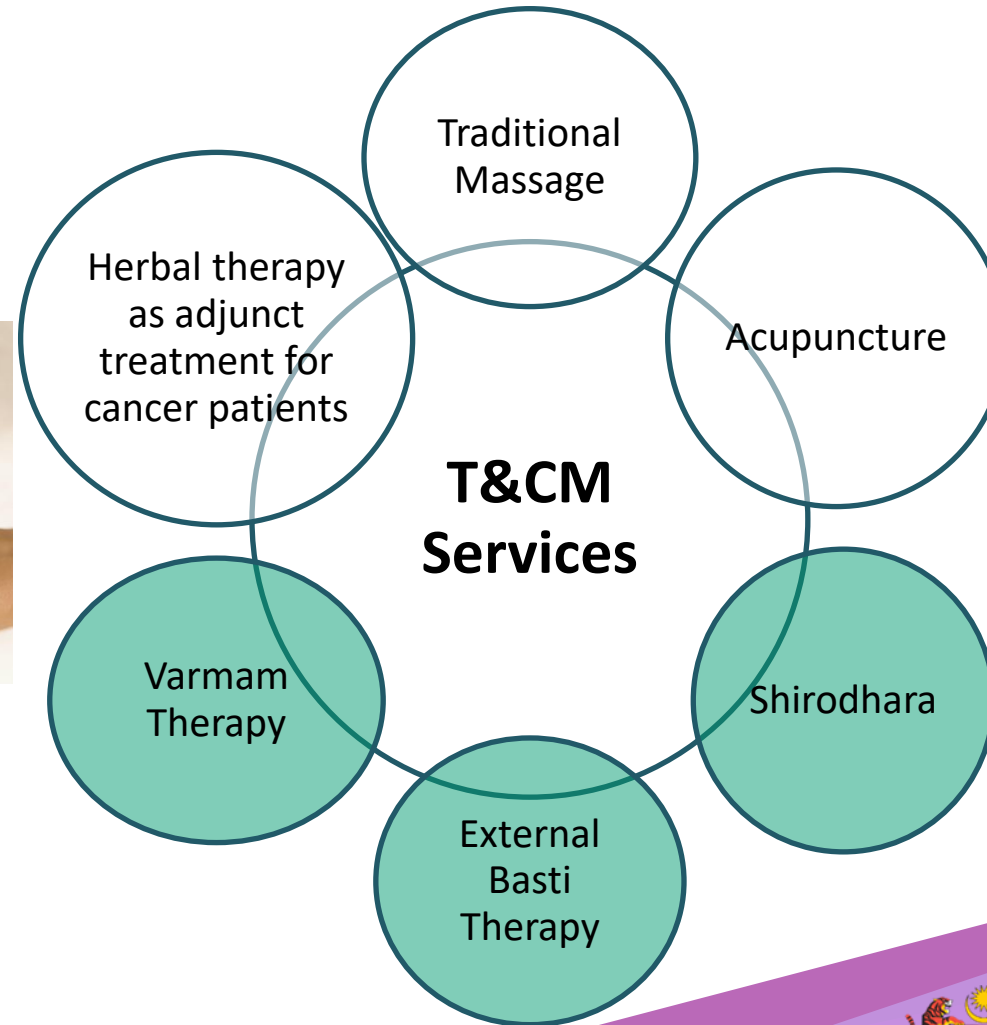 Traditional
Massage
Herbal therapy
as adjunct
treatment for
cancer patients
Acupuncture
T&CM
Services
Varmam
Therapy
Shirodhara
External
Basti
Therapy